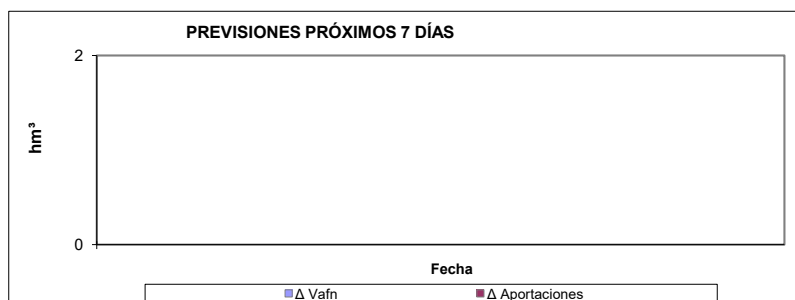 PREVISIONES PRÓXIMOS 7 DÍAS
2
hm³
0
Fecha
Δ Vafn Δ Aportaciones